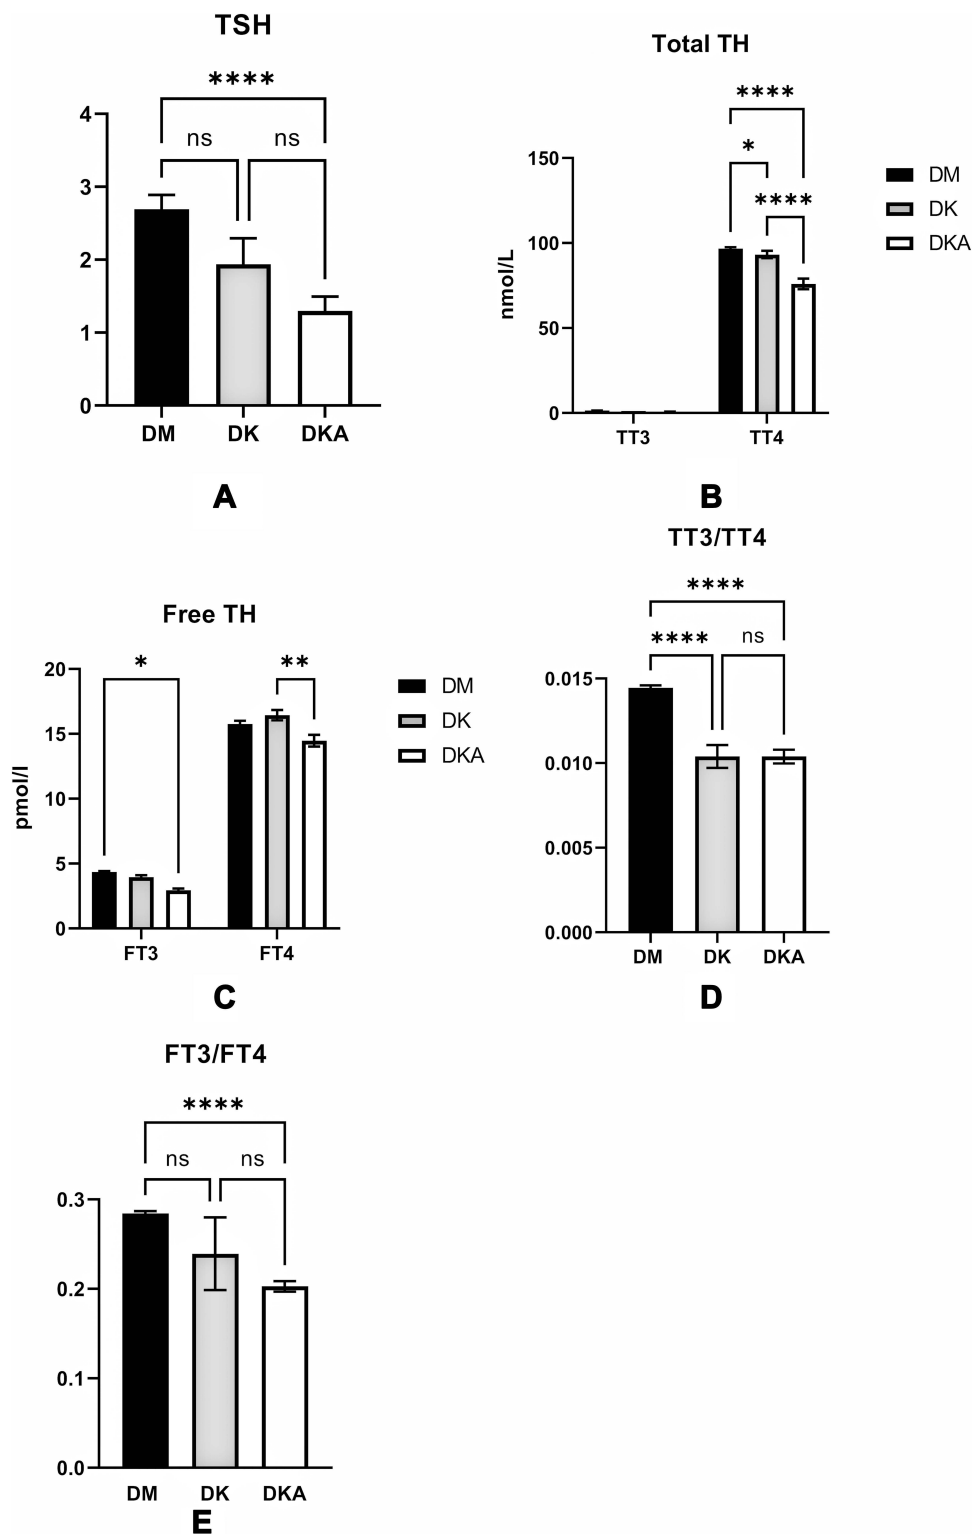 TSH
****
ns ns
4
3
2
1
0
DM DK DKA
A
Total TH
****
*
****
150
100
50
0
nmol/L
TT3 TT4
DM
DK
DKA
B
Free TH
* **
20
15
10
5
0
pmol/l
FT3 FT4
DM
DK
DKA
C
TT3/TT4
****
**** ns
0.015
0.010
0.005
0.000
DM DK DKA
D
FT3/FT4
****
ns ns
0.3
0.2
0.1
0.0
DM DK DKA
E